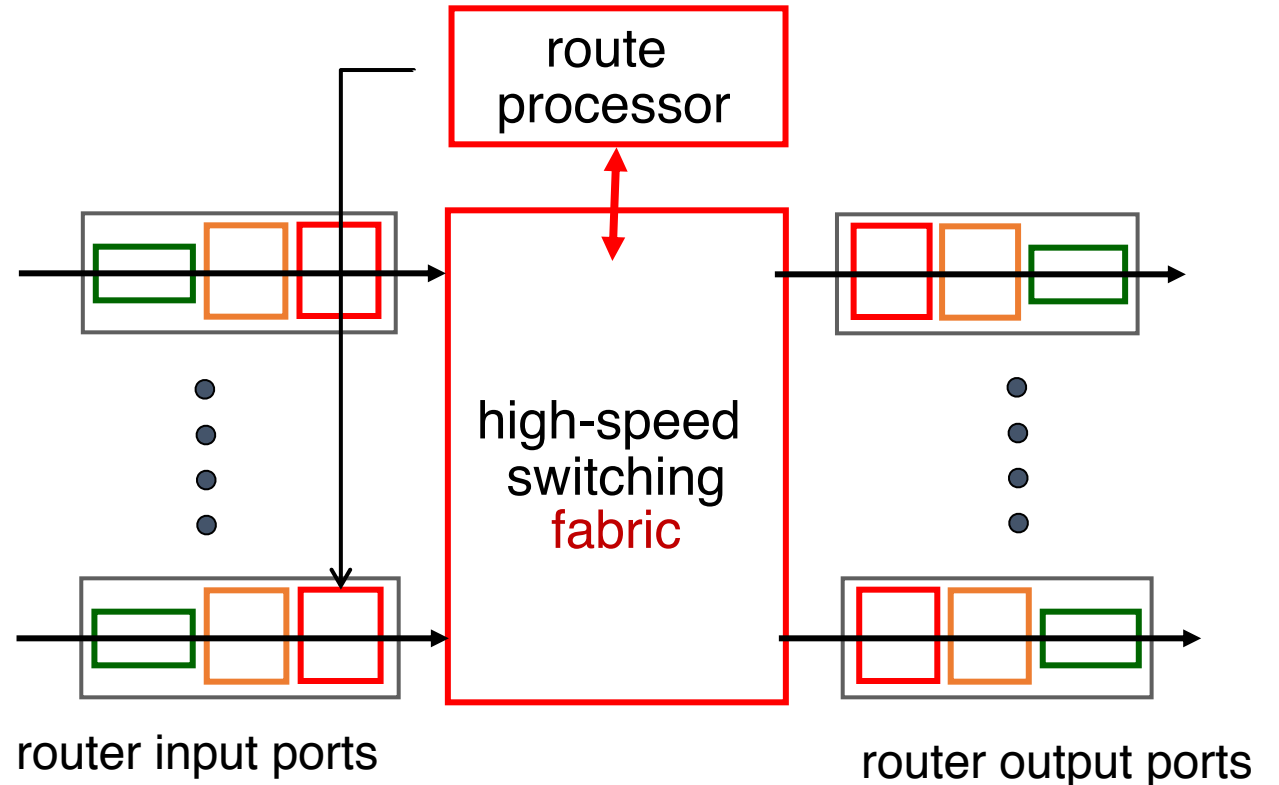 route
processor
high-speed
switching
fabric
router input ports
router output ports